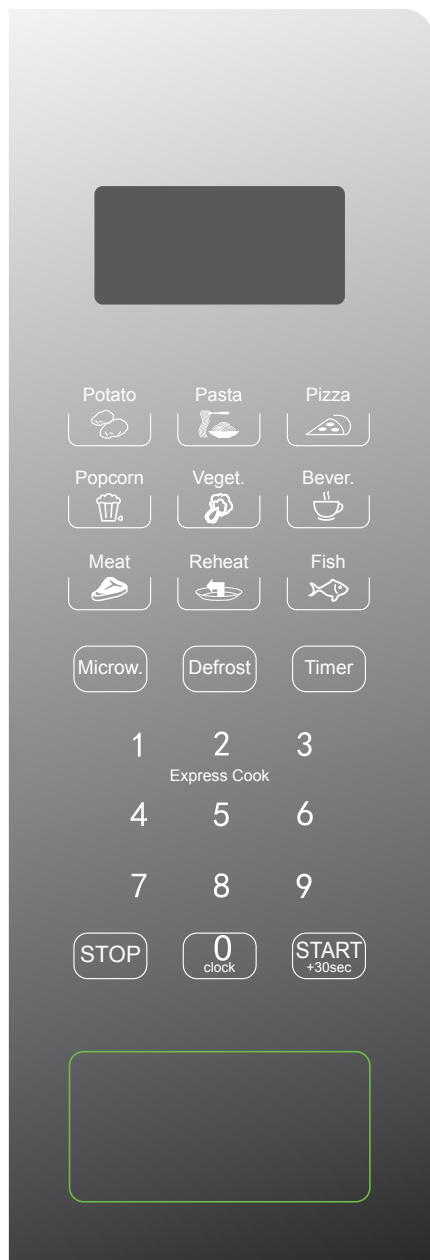 Potato Pasta Pizza
Popcorn Veget. Bever.
Meat Reheat Fish
Microw. Defrost Timer
1 2 3
Express Cook
4 5 6
7 8 9
STOP 0 START
clock +30sec